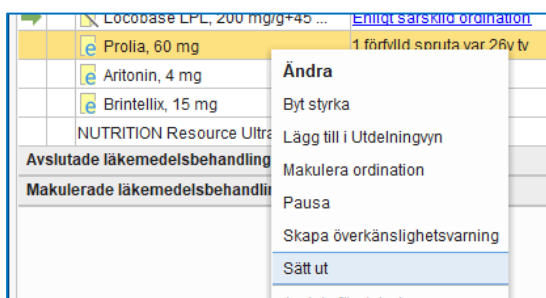 Locobase LPL, 200 mg/g+45 ... Enligt särskild ordination
Prolia, 60 mg 1 förfylld spruta var 26v tv
Aritonin, 4 mg
Brintellix, 15 mg
NUTRITION Resource Ultra
Avslutade läkemedelsbehandling
Makulerade läkemedelsbehandlin
Ändra
Byt styrka
Lägg till i Utdelningvyn
Makulera ordination
Pausa
Skapa överkänslighetsvarning
Sätt ut